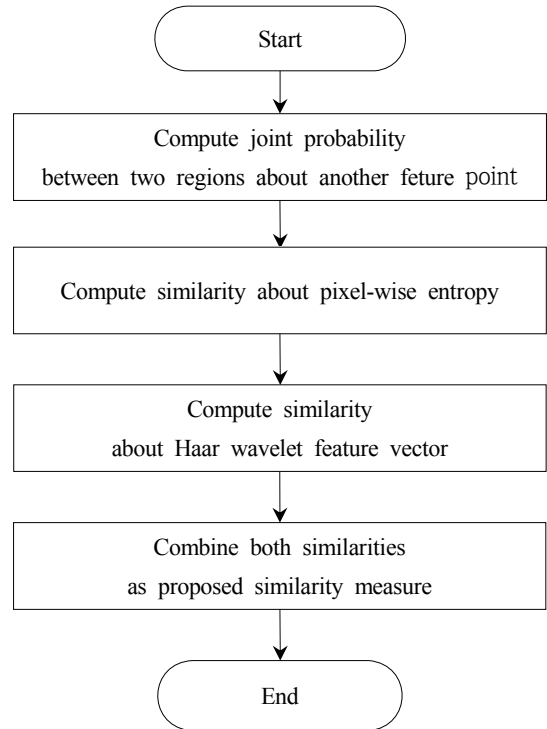 Start
Compute joint probability
between two regions about another feture point
Compute similarity about pixel-wise entropy
Compute similarity
about Haar wavelet feature vector
Combine both similarities
as proposed similarity measure
End